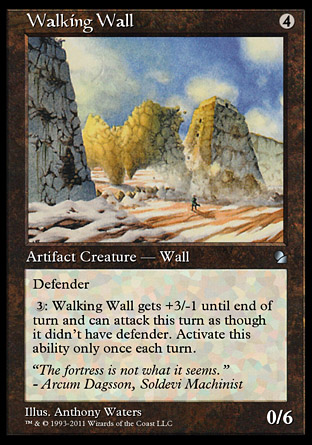 Walking Wall 4
Artifact Creature — Wall
Defender
3: Walking Wall gets +3/-1 until end of
turn and can attack this turn as though
it didn't have defender. Activate this
ability only once each turn.
“The fortress is not what it seems.”
- Arcum Dagsson, Soldevi Machinist
Illus. Anthony Waters
™ & © 1993-2011 Wizards of the Coast LLC
0/6